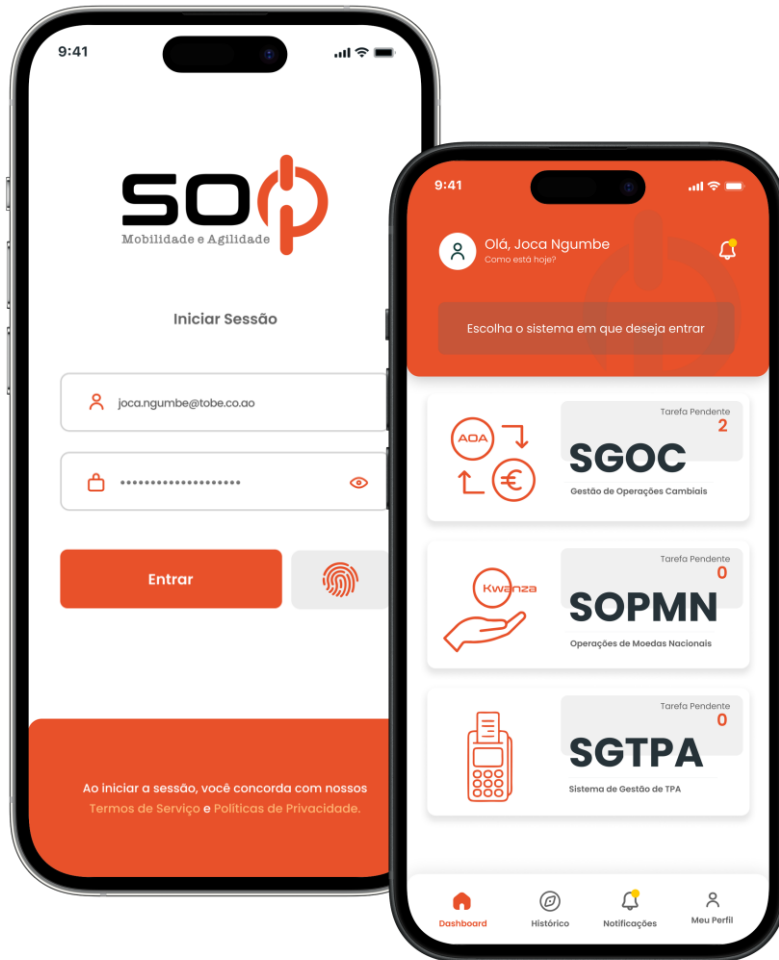 9:41
SOP
Mobilidade e Agilidade
Iniciar Sessão
joca.ngumbe@tobe.co.ao
••••••••••••••••••••
Entrar
Ao iniciar a sessão, você concorda com nossos
Termos de Serviço e Políticas de Privacidade.
9:41
Olá, Joca Ngumbe
Como está hoje?
Escolha o sistema em que deseja entrar
AOA
€
Tarefa Pendente
2
SGOC
Gestão de Operações Cambiais
Kwanza
Tarefa Pendente
0
SOPMN
Operações de Moedas Nacionais
Tarefa Pendente
0
SGTPA
Sistema de Gestão de TPA
Dashboard
Histórico
Notificações
Meu Perfil